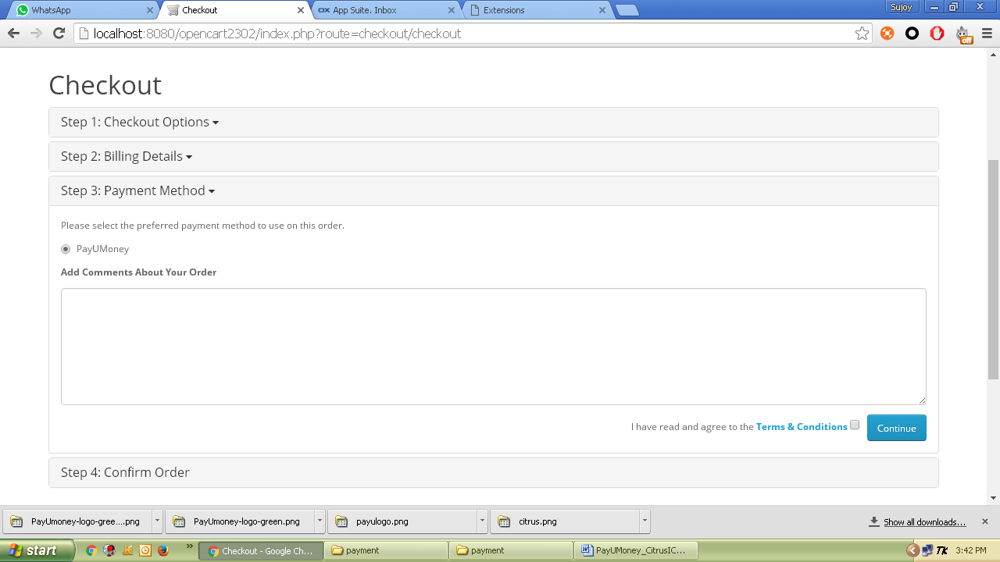 WhatsApp
Checkout
App Suite. Inbox
Extensions
Sujoy
localhost:8080/opencart2302/index.php?route=checkout/checkout
off
Checkout
Step 1: Checkout Options
Step 2: Billing Details
Step 3: Payment Method
Please select the preferred payment method to use on this order.
PayUMoney
Add Comments About Your Order
I have read and agree to the Terms & Conditions
Continue
Step 4: Confirm Order
PayUmoney-logo-gree....png
PayUmoney-logo-green.png
payulogo.png
citrus.png
Show all downloads...
start
Checkout - Google Ch...
payment
payment
PayUMoney_CitrusIC...
TK
3:42 PM